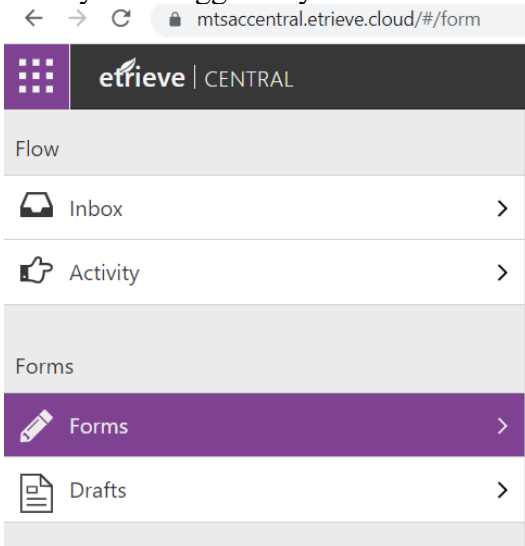 mtsaccentral.etrieve.cloud/#/form
etrieve | CENTRAL
Flow
Inbox
Activity
Forms
Forms
Drafts